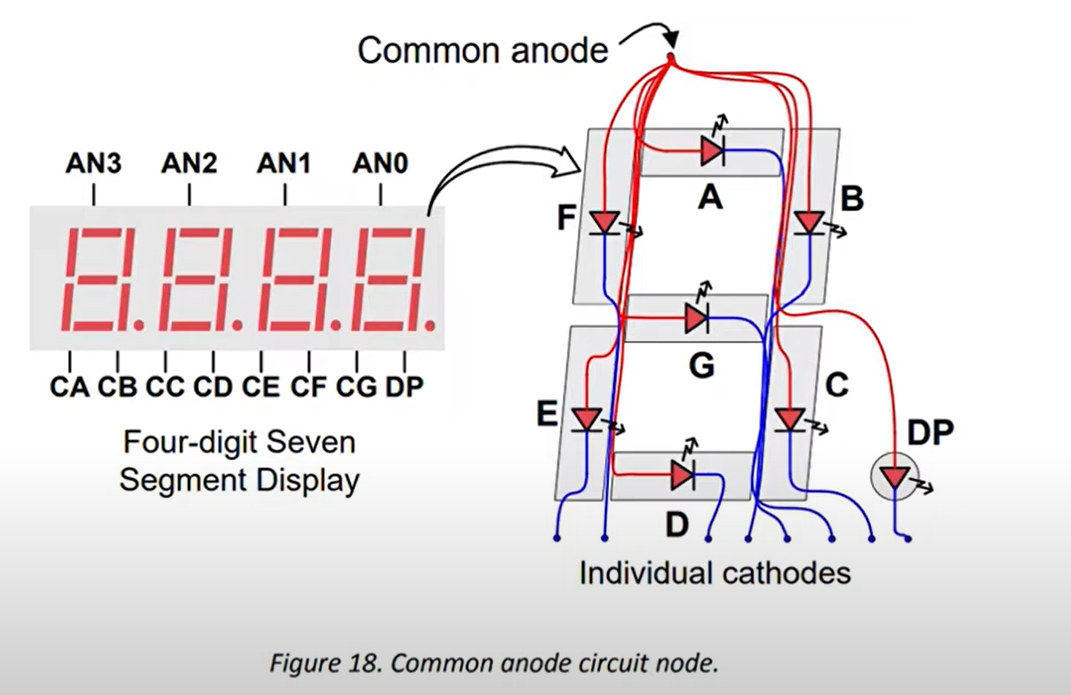 Common anode
AN3 AN2 AN1 AN0
A
B
F
G
E
C
DP
D
CA CB CC CD CE CF CG DP
Four-digit Seven
Segment Display
Individual cathodes
Figure 18. Common anode circuit node.